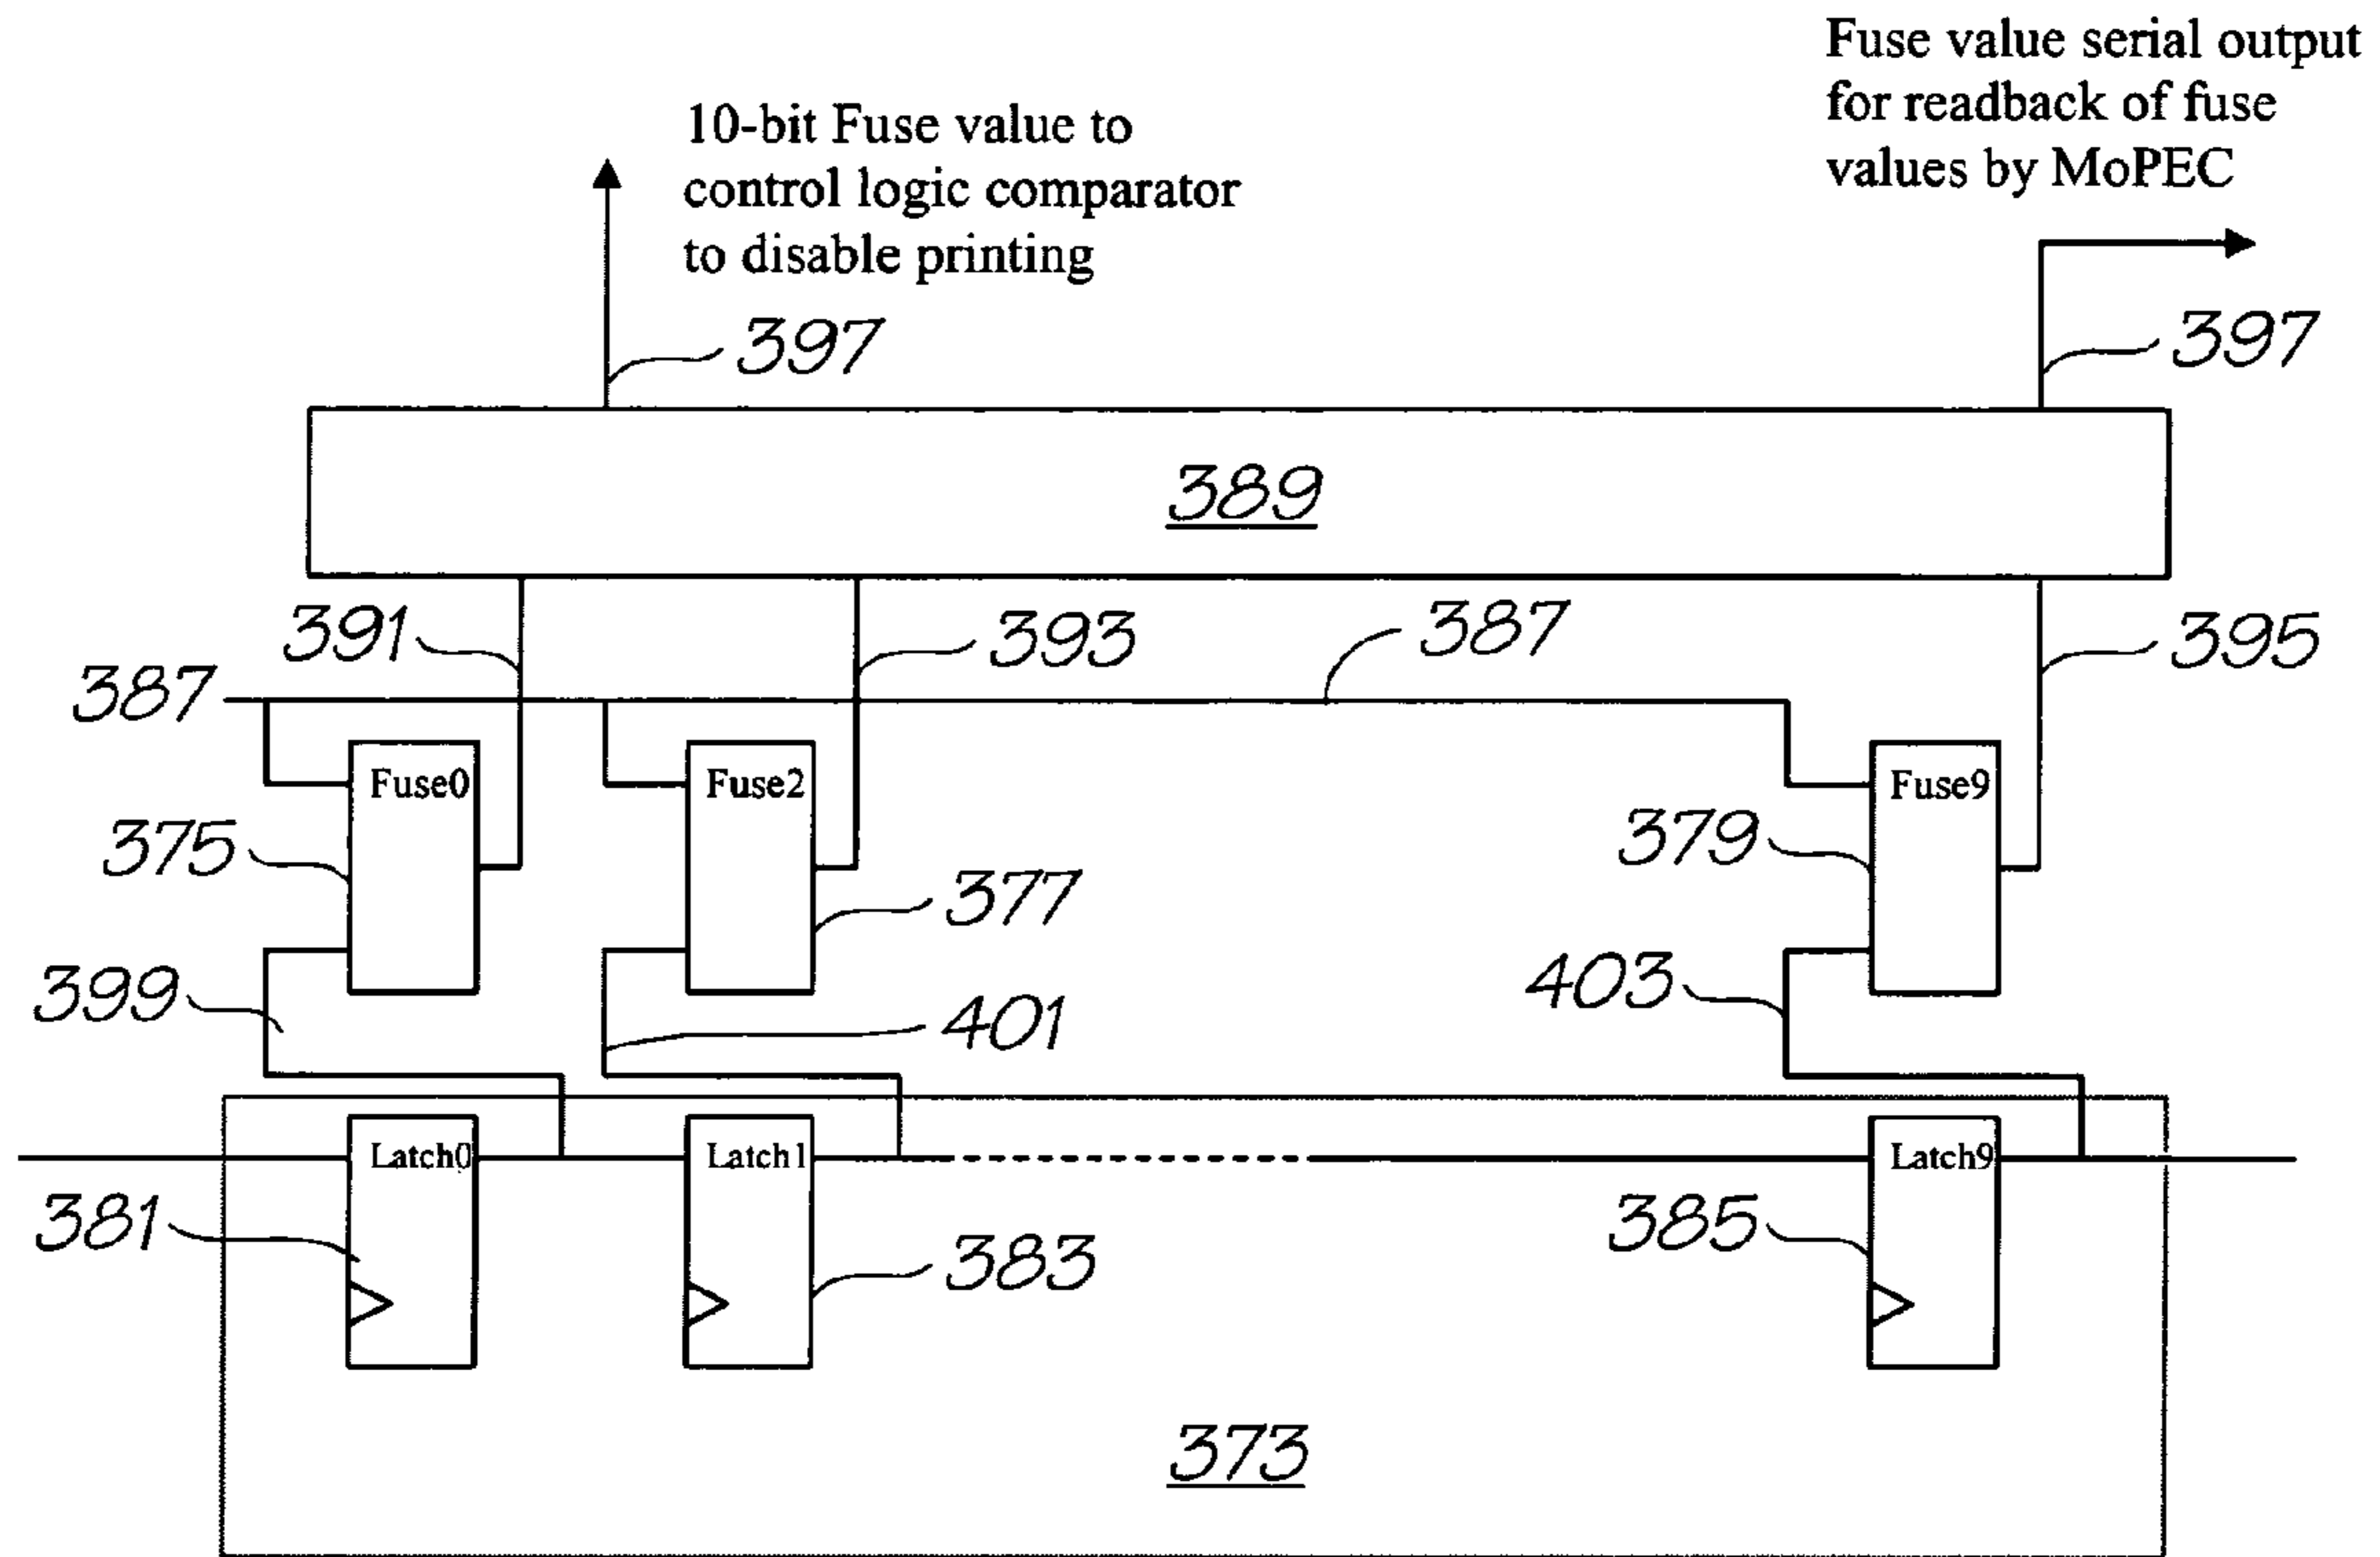 Fuse value serial output
for readback of fuse
values by MoPEC
10-bit Fuse value to
control logic comparator
to disable printing
397
397
389
391
393
387
395
387
Fuse0
Fuse2
Fuse9
375
377
379
399
401
403
Latch0
Latch1
Latch9
381
383
385
373